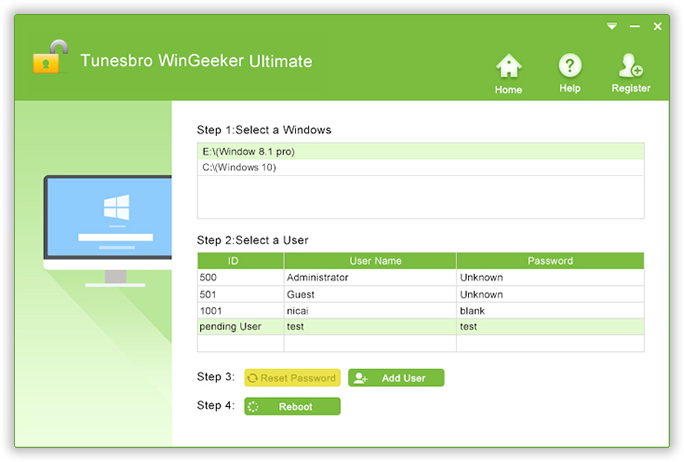 Tunesbro WinGeeker Ultimate
Home Help Register
Step 1:Select a Windows
E:\(Window 8.1 pro)
C:\(Windows 10)
Step 2:Select a User
ID User Name Password
500 Administrator Unknown
501 Guest Unknown
1001 nicai blank
pending User test test
Step 3: Reset Password Add User
Step 4: Reboot